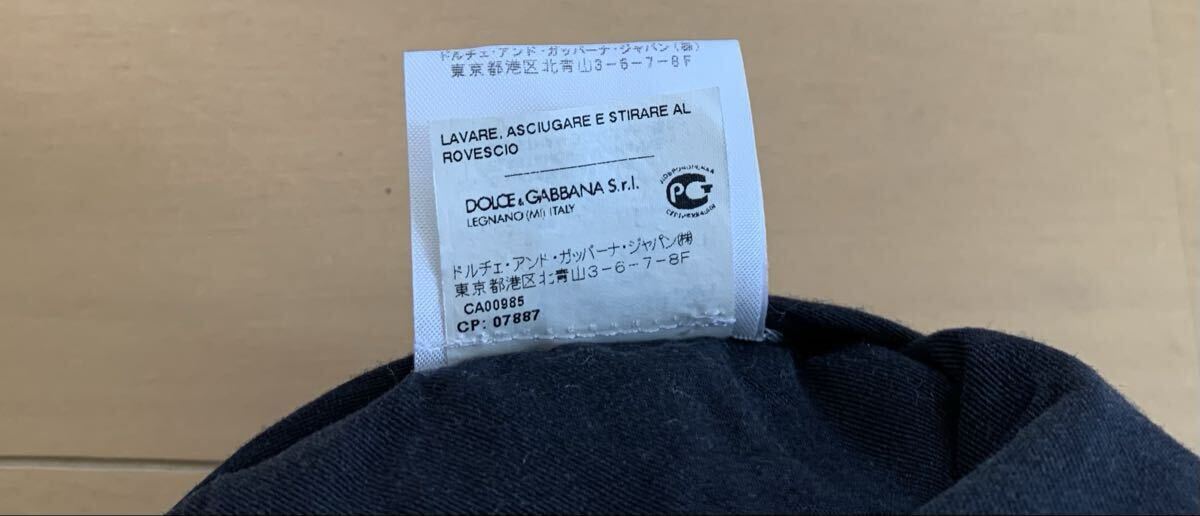 ドルチェ・アンド・ガッバーナ・ジャパン(株)
東京都港区北青山3-6-7-8F
LAVARE, ASCIUGARE E STIRARE AL
ROVESCIO
DOLCE & GABBANA S.r.l.
LEGNANO (MI) ITALY
ДОБРОВОЛЬНАЯ
РСТ
ドルチェ・アンド・ガッバーナ・ジャパン(株)
東京都港区北青山3-6-7-8F
CA00985
CP: 07887